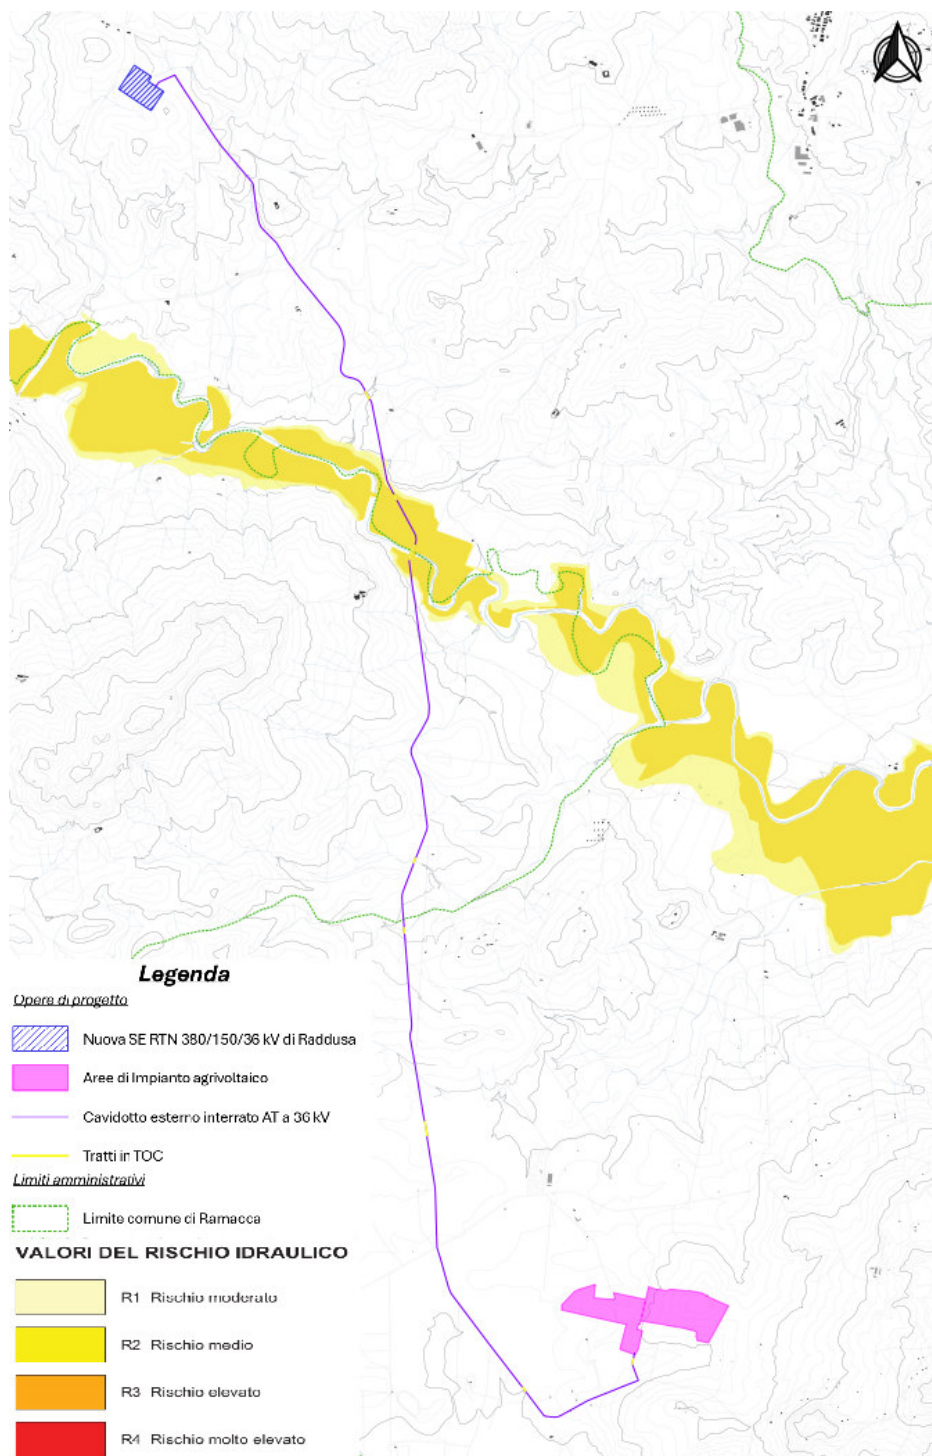 Legenda
Opere di progetto
Nuova SE RTN 380/150/36 kV di Raddusa
Aree di Impianto agrivoltaico
Cavidotto esterno interrato AT a 36 kV
Tratti in TOC
Limiti amministrativi
Limite comune di Ramacca
VALORI DEL RISCHIO IDRAULICO
R1 Rischio moderato
R2 Rischio medio
R3 Rischio elevato
R4 Rischio molto elevato